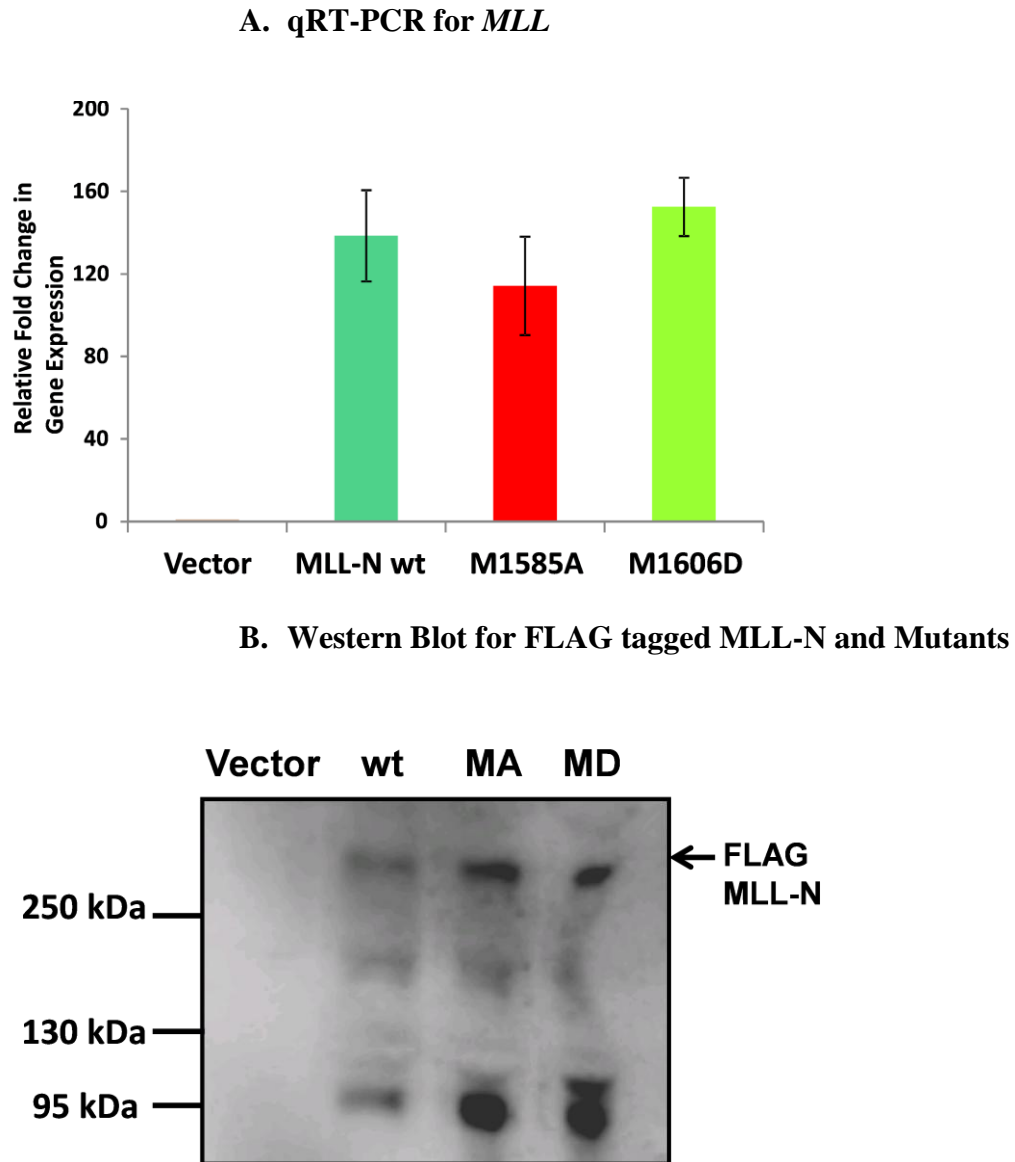 A. qRT-PCR for MLL
Relative Fold Change in
Gene Expression
200
160
120
80
40
0
Vector MLL-N wt M1585A M1606D
B. Western Blot for FLAG tagged MLL-N and Mutants
Vector wt MA MD
FLAG
MLL-N
250 kDa
130 kDa
95 kDa